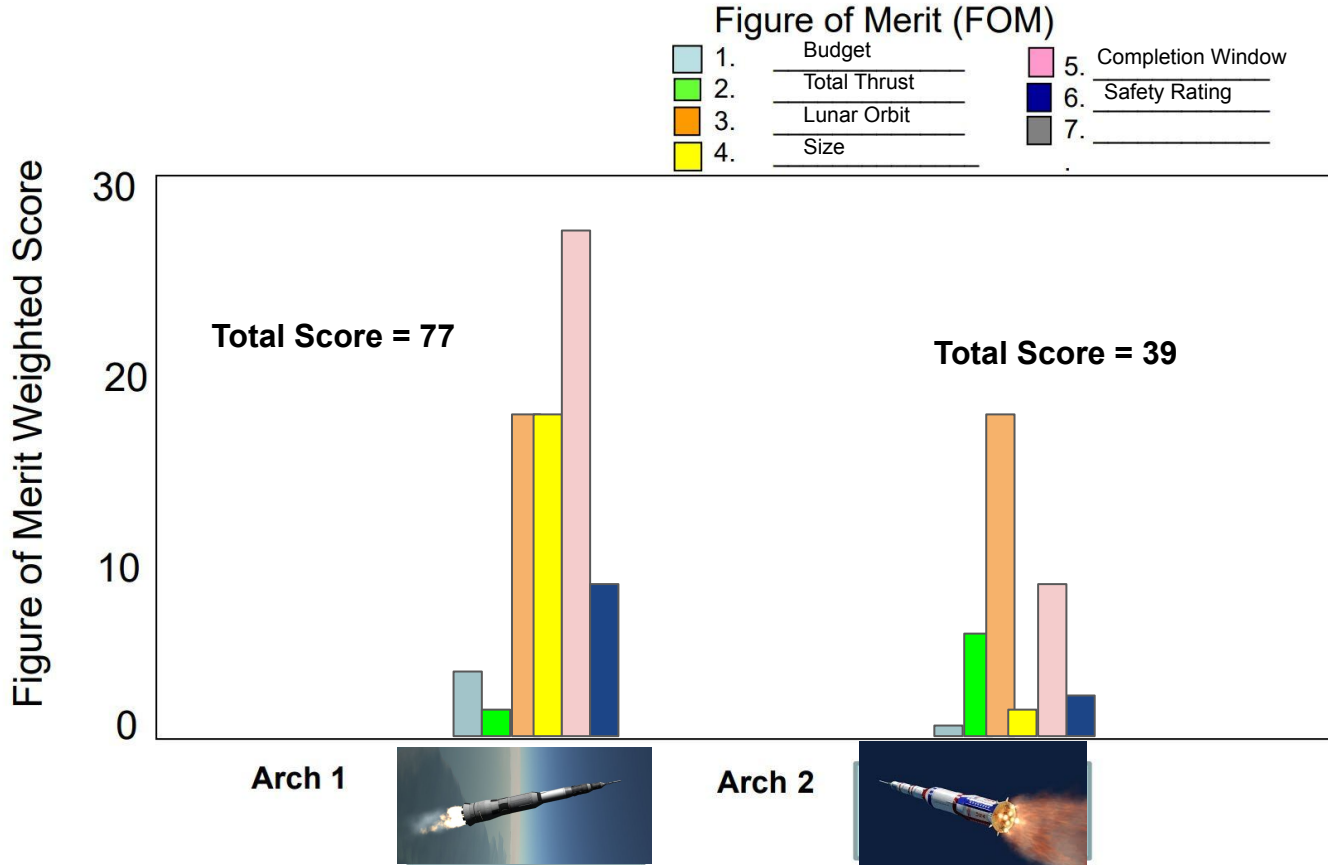 Figure of Merit (FOM)
1. Budget
2. Total Thrust
3. Lunar Orbit
4. Size
5. Completion Window
6. Safety Rating
7.
.
Figure of Merit Weighted Score
30
20
10
0
Total Score = 77
Total Score = 39
Arch 1
Arch 2